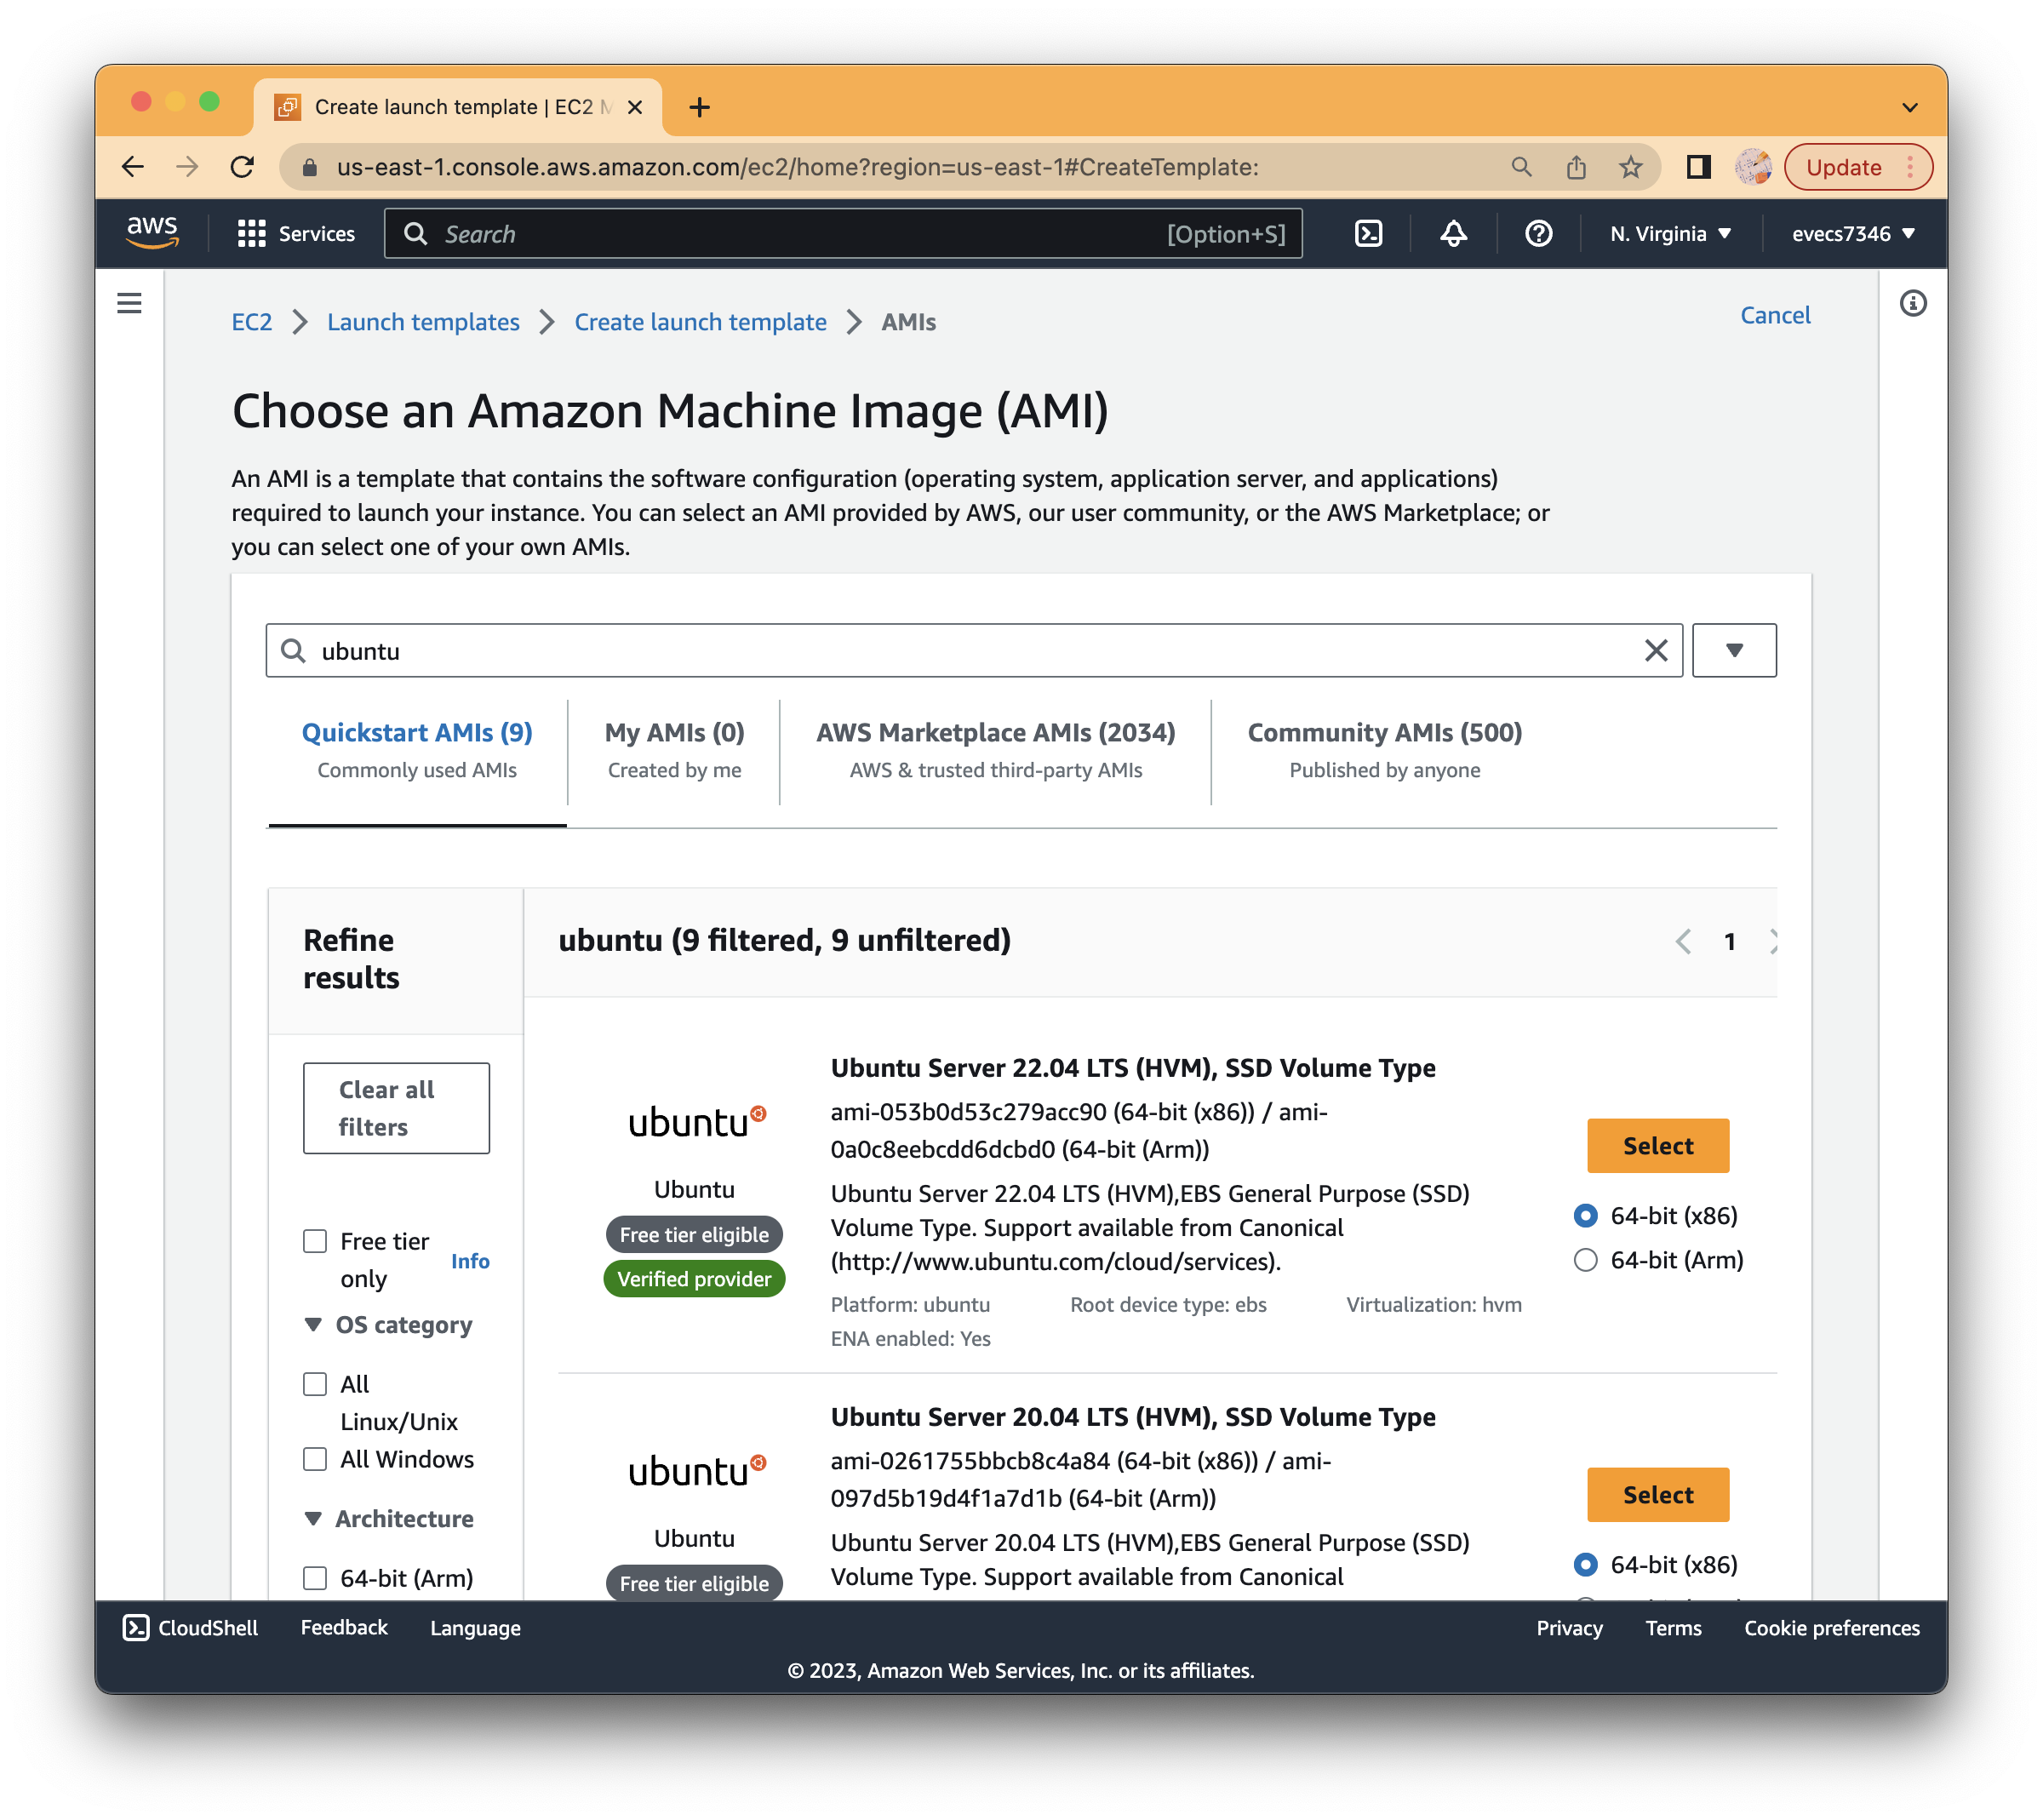 Create launch template | EC2 M
us-east-1.console.aws.amazon.com/ec2/home?region=us-east-1#CreateTemplate:
Update
aws
Services
Search
[Option+S]
N. Virginia
evecs7346
EC2 > Launch templates > Create launch template > AMIs
Cancel
Choose an Amazon Machine Image (AMI)
An AMI is a template that contains the software configuration (operating system, application server, and applications)
required to launch your instance. You can select an AMI provided by AWS, our user community, or the AWS Marketplace; or
you can select one of your own AMIs.
ubuntu
Quickstart AMIs (9)
Commonly used AMIs
My AMIs (0)
Created by me
AWS Marketplace AMIs (2034)
AWS & trusted third-party AMIs
Community AMIs (500)
Published by anyone
Refine
results
Clear all
filters
Free tier
only
Info
OS category
All
Linux/Unix
All Windows
Architecture
64-bit (Arm)
ubuntu (9 filtered, 9 unfiltered)
1
ubuntu
Ubuntu
Free tier eligible
Verified provider
Ubuntu Server 22.04 LTS (HVM), SSD Volume Type
ami-053b0d53c279acc90 (64-bit (x86)) / ami-
0a0c8eebcdd6dcbd0 (64-bit (Arm))
Ubuntu Server 22.04 LTS (HVM),EBS General Purpose (SSD)
Volume Type. Support available from Canonical
(http://www.ubuntu.com/cloud/services).
Platform: ubuntu
Root device type: ebs
Virtualization: hvm
ENA enabled: Yes
Select
64-bit (x86)
64-bit (Arm)
ubuntu
Ubuntu
Free tier eligible
Ubuntu Server 20.04 LTS (HVM), SSD Volume Type
ami-0261755bbcb8c4a84 (64-bit (x86)) / ami-
097d5b19d4f1a7d1b (64-bit (Arm))
Ubuntu Server 20.04 LTS (HVM),EBS General Purpose (SSD)
Volume Type. Support available from Canonical
Select
64-bit (x86)
CloudShell
Feedback
Language
Privacy
Terms
Cookie preferences
© 2023, Amazon Web Services, Inc. or its affiliates.